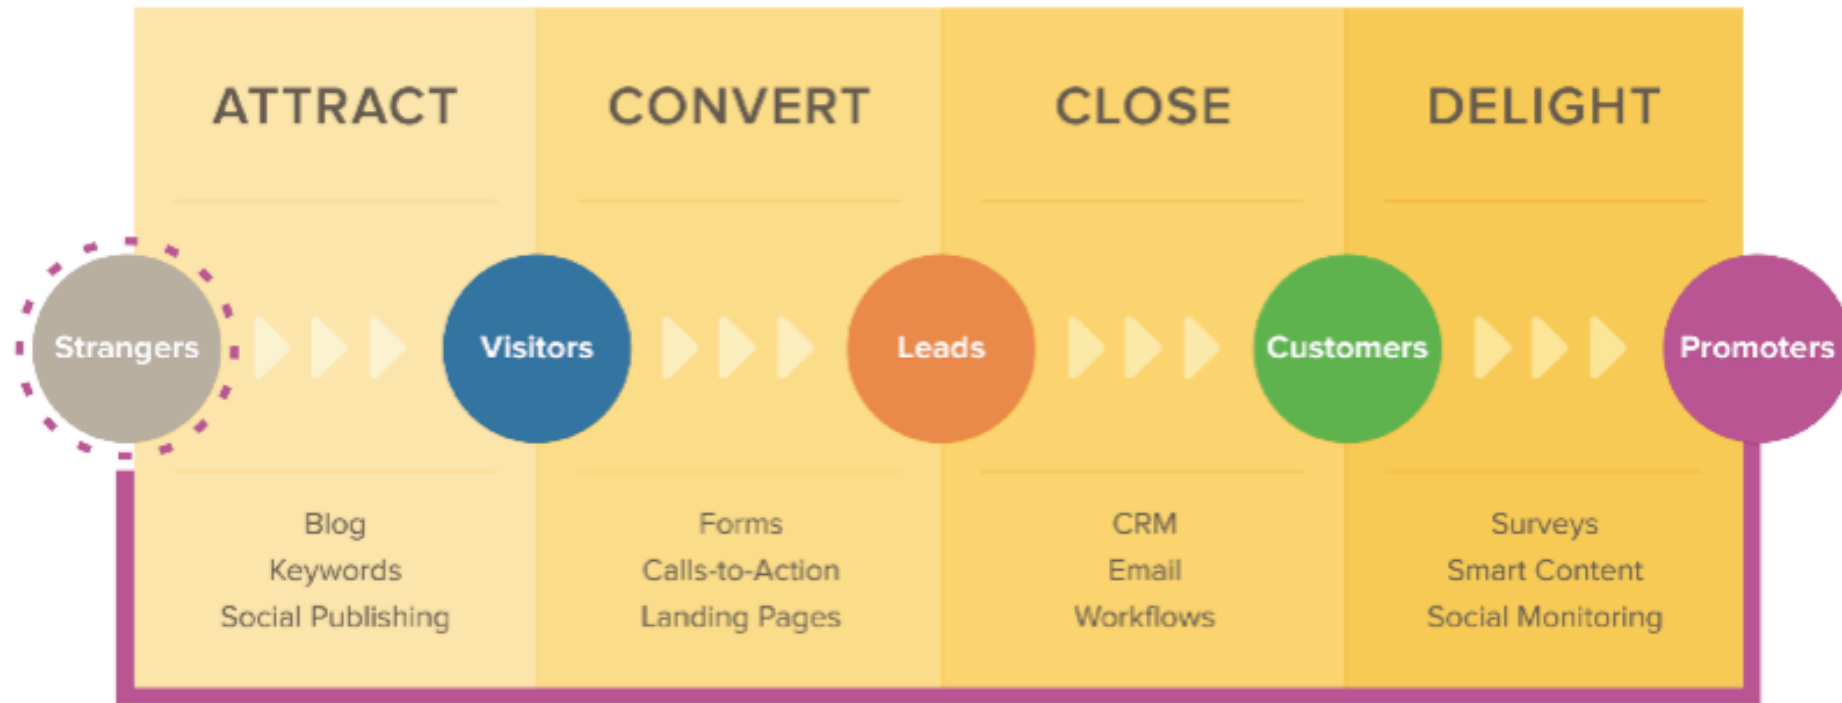 ATTRACT
CONVERT
CLOSE
DELIGHT
Strangers
Visitors
Leads
Customers
Promoters
Blog
Keywords
Social Publishing
Forms
Calls-to-Action
Landing Pages
CRM
Email
Workflows
Surveys
Smart Content
Social Monitoring